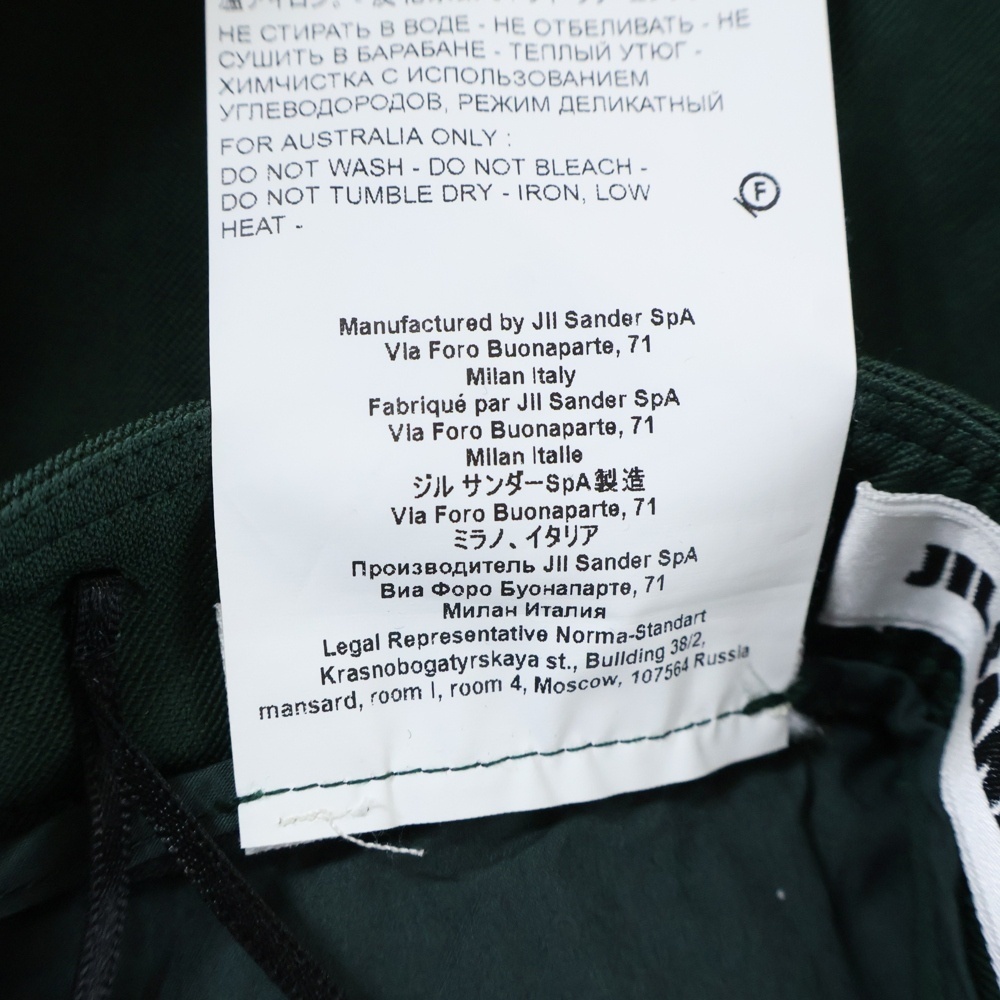 НЕ СТИРАТЬ В ВОДЕ - НЕ ОТБЕЛИВАТЬ - НЕ
СУШИТЬ В БАРАБАНЕ - ТЕПЛЫЙ УТЮГ -
ХИМЧИСТКА С ИСПОЛЬЗОВАНИЕМ
УГЛЕВОДОРОДОВ, РЕЖИМ ДЕЛИКАТНЫЙ
FOR AUSTRALIA ONLY :
DO NOT WASH - DO NOT BLEACH -
DO NOT TUMBLE DRY - IRON, LOW
HEAT -
F
Manufactured by Jil Sander SpA
Via Foro Buonaparte, 71
Milan Italy
Fabriqué par Jil Sander SpA
Via Foro Buonaparte, 71
Milan Italie
ジル サンダーSpA製造
Via Foro Buonaparte, 71
ミラノ、イタリア
Производитель Jil Sander SpA
Виа Форо Буонапарте, 71
Милан Италия
Legal Representative Norma-Standart
Krasnobogatyrskaya st., Building 38/2,
mansard, room I, room 4, Moscow, 107564 Russia
JIL